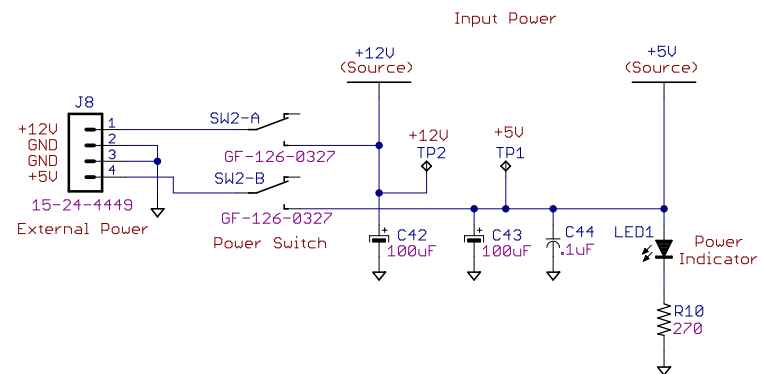 Input Power
+12V
(Source)
+5V
(Source)
J8
SW2-A
+12V
1
GND
2
GND
3
+5V
4
GF-126-0327
+12V
TP2
+5V
TP1
SW2-B
15-24-4449
External Power
GF-126-0327
Power Switch
+
C42
100uF
+
C43
100uF
C44
.1uF
LED1
Power
Indicator
R10
270